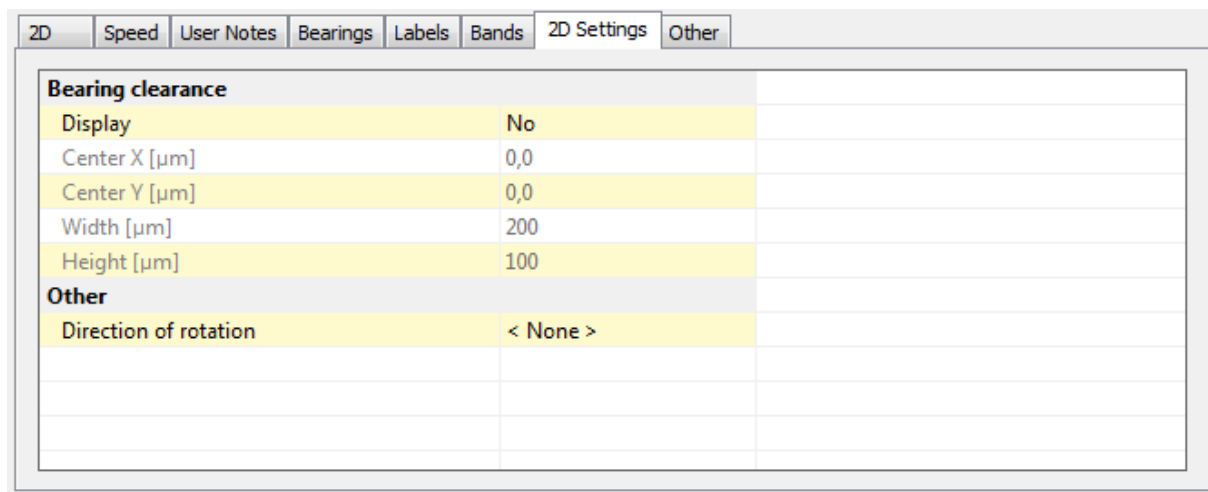 2D Speed User Notes Bearings Labels Bands 2D Settings Other
Bearing clearance
Display No
Center X [µm] 0,0
Center Y [µm] 0,0
Width [µm] 200
Height [µm] 100
Other
Direction of rotation < None >